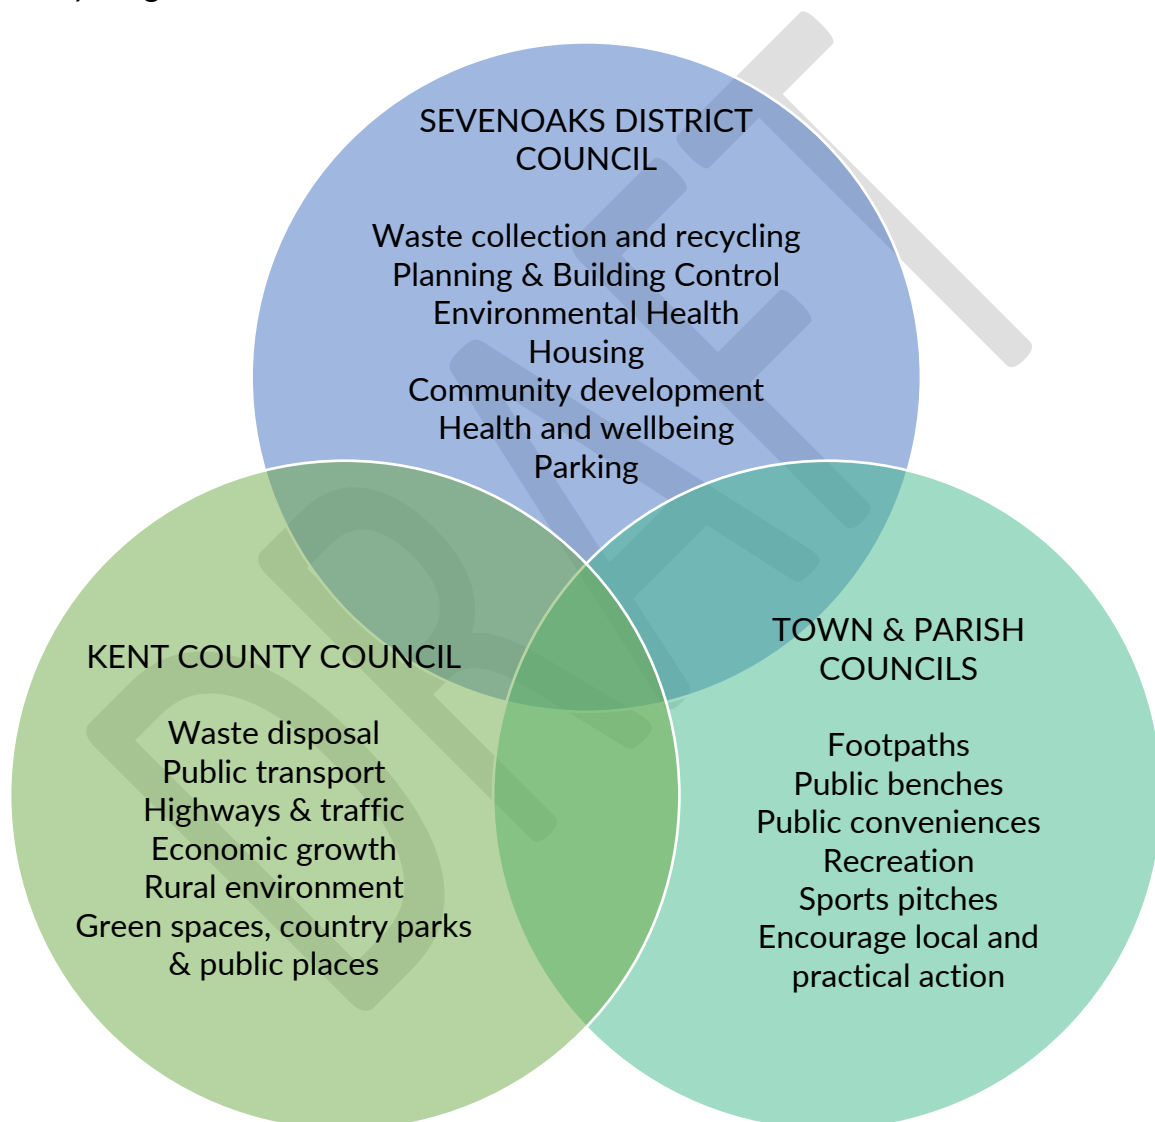 SEVENOAKS DISTRICT
COUNCIL
Waste collection and recycling
Planning & Building Control
Environmental Health
Housing
Community development
Health and wellbeing
Parking
KENT COUNTY COUNCIL
Waste disposal
Public transport
Highways & traffic
Economic growth
Rural environment
Green spaces, country parks
& public places
TOWN & PARISH
COUNCILS
Footpaths
Public benches
Public conveniences
Recreation
Sports pitches
Encourage local and
practical action
DRAFT